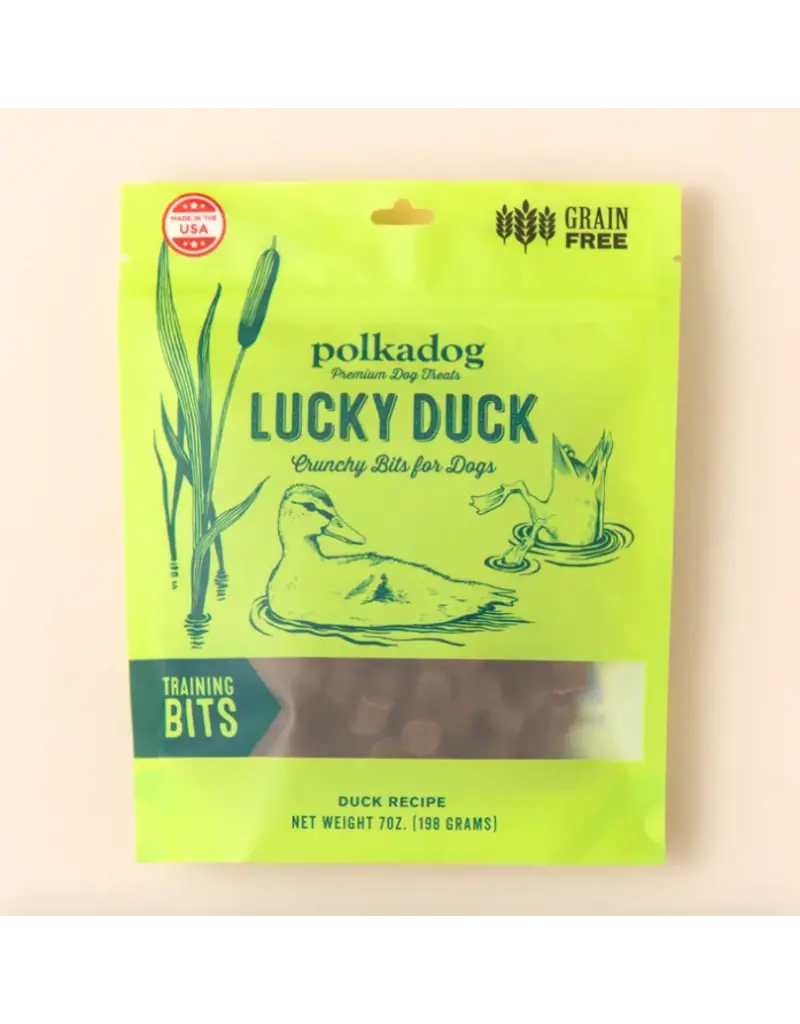 MADE IN THE
USA
GRAIN
FREE
polkadog
Premium Dog Treats
LUCKY DUCK
Crunchy Bits for Dogs
TRAINING
BITS
DUCK RECIPE
NET WEIGHT 7OZ. (198 GRAMS)